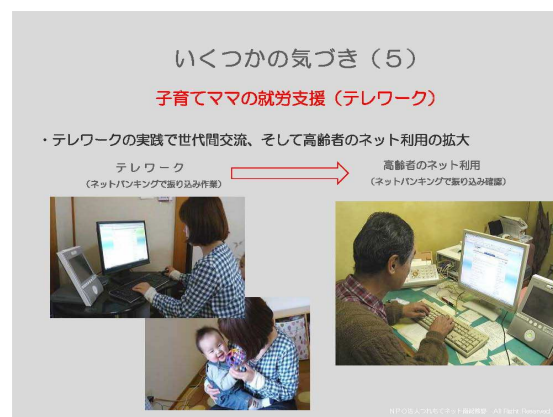 いくつかの気づき（５）
子育てママの就労支援（テレワーク）
・テレワークの実践で世代間交流、そして高齢者のネット利用の拡大
テレワーク
（ネットバンキングで振り込み作業）
高齢者のネット利用
（ネットバンキングで振り込み確認）
All Right Reserved